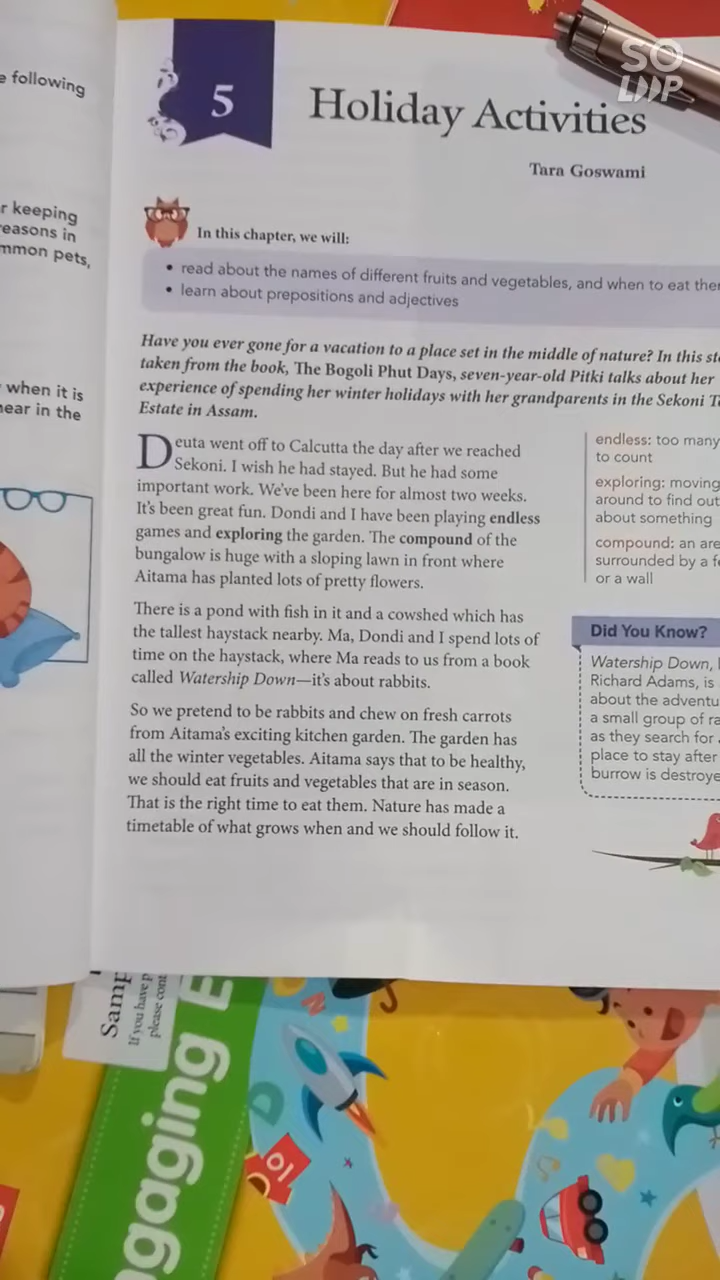 e following
r keeping
reasons in
mmon pets,
when it is
near in the
SO
LOOP
5
Holiday Activities
Tara Goswami
In this chapter, we will:
• read about the names of different fruits and vegetables, and when to eat them
• learn about prepositions and adjectives
Have you ever gone for a vacation to a place set in the middle of nature? In this st
taken from the book, The Bogoli Phut Days, seven-year-old Pitki talks about her
experience of spending her winter holidays with her grandparents in the Sekoni T
Estate in Assam.
Deuta went off to Calcutta the day after we reached
Sekoni. I wish he had stayed. But he had some
important work. We've been here for almost two weeks.
It's been great fun. Dondi and I have been playing endless
games and exploring the garden. The compound of the
bungalow is huge with a sloping lawn in front where
Aitama has planted lots of pretty flowers.
There is a pond with fish in it and a cowshed which has
the tallest haystack nearby. Ma, Dondi and I spend lots of
time on the haystack, where Ma reads to us from a book
called Watership Down—it's about rabbits.
So we pretend to be rabbits and chew on fresh carrots
from Aitama's exciting kitchen garden. The garden has
all the winter vegetables. Aitama says that to be healthy,
we should eat fruits and vegetables that are in season.
That is the right time to eat them. Nature has made a
timetable of what grows when and we should follow it.
endless: too many
to count
exploring: moving
around to find out
about something
compound: an are
surrounded by a fe
or a wall
Did You Know?
Watership Down,
Richard Adams, is
about the adventu
a small group of ra
as they search for
place to stay after
burrow is destroye
Samp
If you have p
please cont
ngaging E